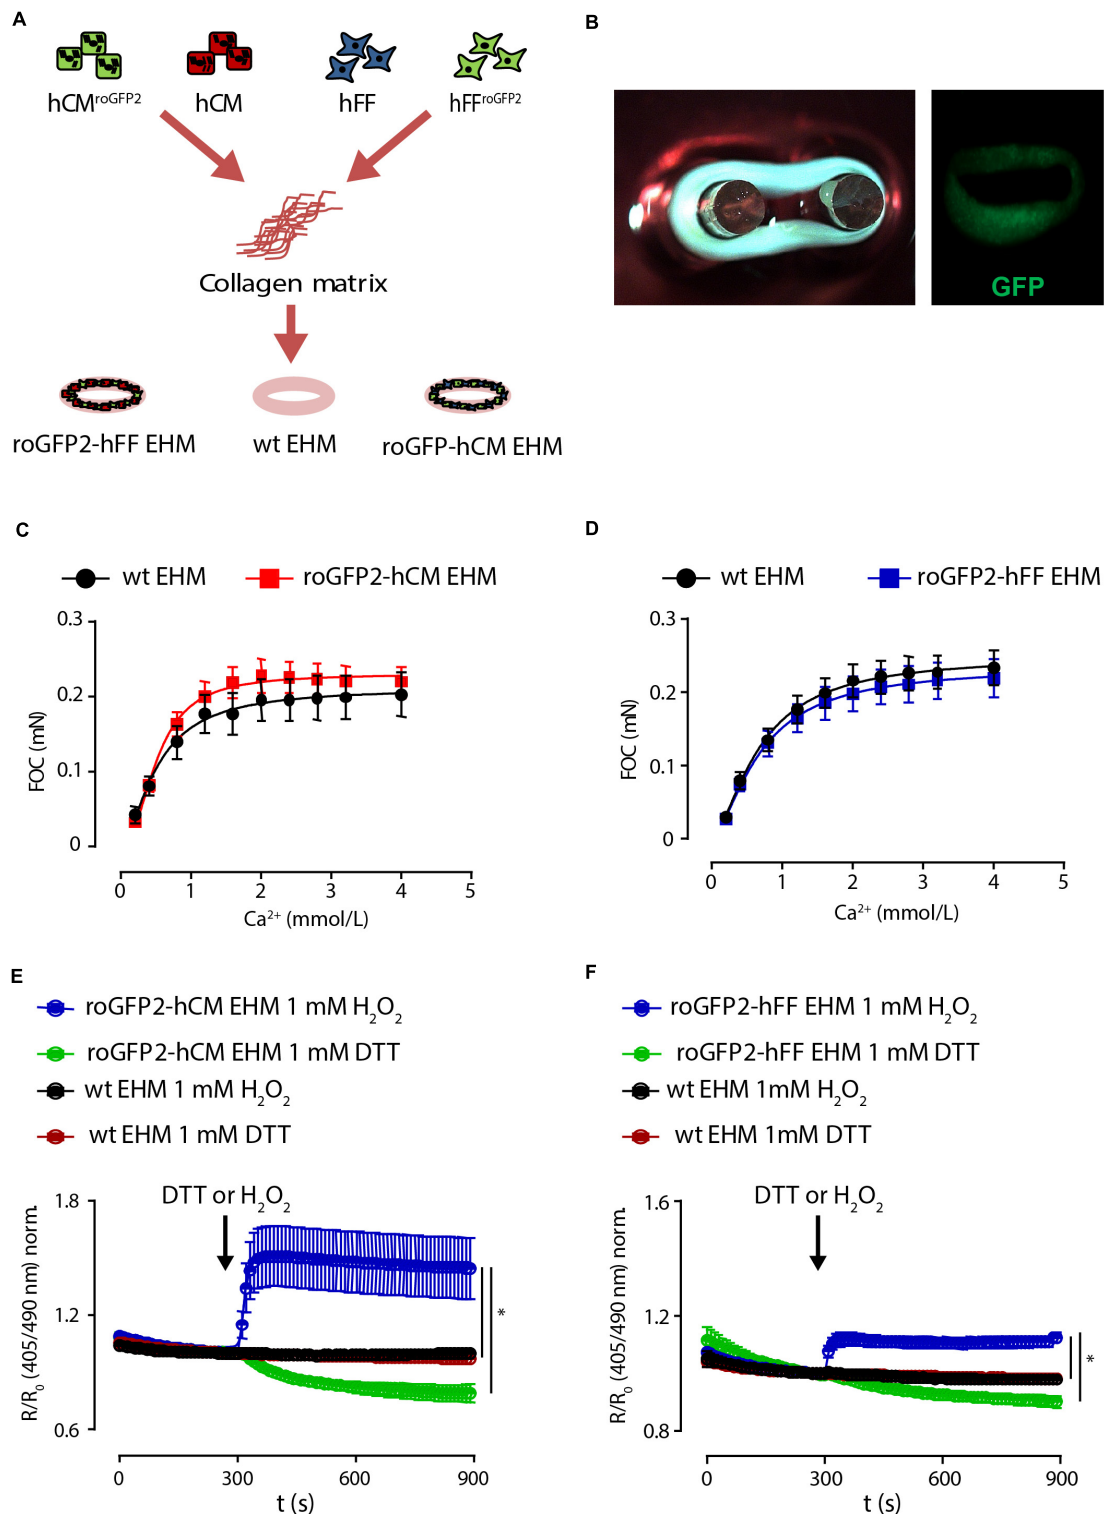 A
hCM^roGFP2 hCM hFF hFF^roGFP2
Collagen matrix
roGFP2-hFF EHM wt EHM roGFP-hCM EHM
B
GFP
C
wt EHM roGFP2-hCM EHM
0.3
0.2
0.1
0
FOC (mN)
0 1 2 3 4 5
Ca²⁺ (mmol/L)
D
wt EHM roGFP2-hFF EHM
0.3
0.2
0.1
0
FOC (mN)
0 1 2 3 4 5
Ca²⁺ (mmol/L)
E
roGFP2-hCM EHM 1 mM H₂O₂
roGFP2-hCM EHM 1 mM DTT
wt EHM 1 mM H₂O₂
wt EHM 1 mM DTT
DTT or H₂O₂
1.8
1.2
0.6
R/R₀ (405/490 nm) norm.
*
0 300 600 900
t (s)
F
roGFP2-hFF EHM 1 mM H₂O₂
roGFP2-hFF EHM 1 mM DTT
wt EHM 1mM H₂O₂
wt EHM 1mM DTT
DTT or H₂O₂
1.6
1.2
0.8
R/R₀ (405/490 nm) norm.
*
0 300 600 900
t (s)